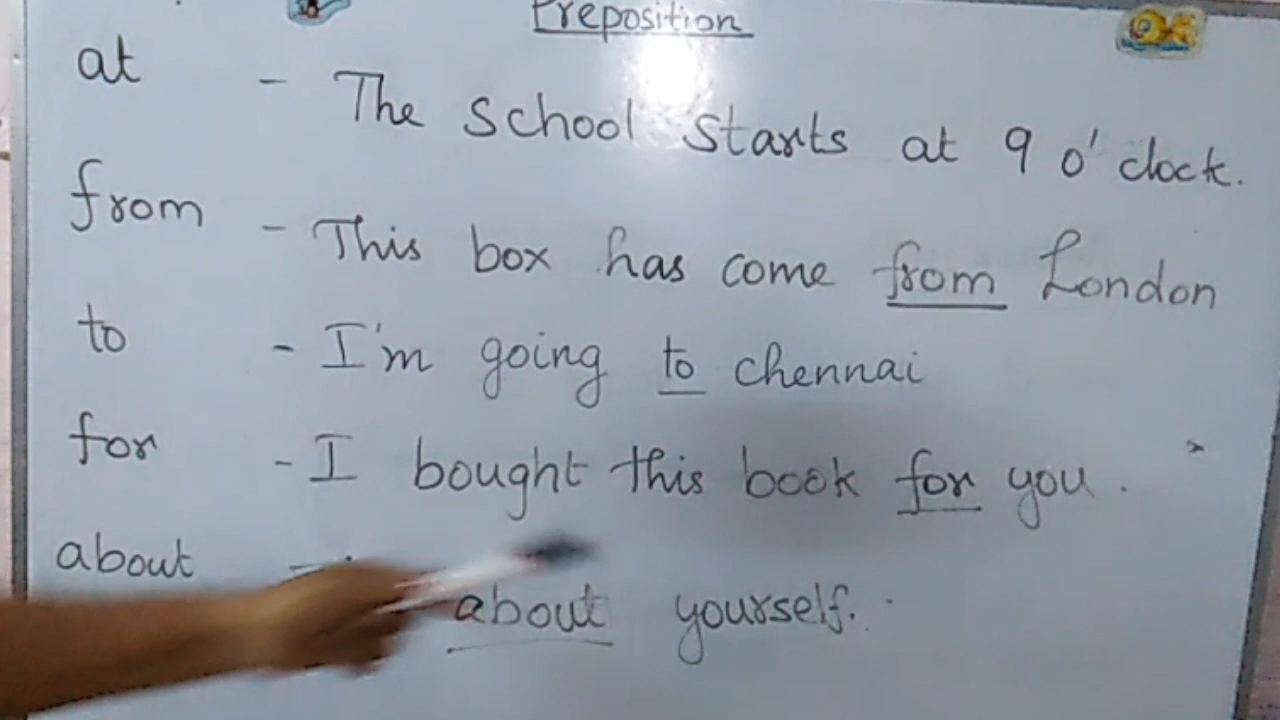 Preposition
at - The School starts at 9 o'clock.
from - This box has come from London
to - I'm going to chennai
for - I bought this book for you.
about - about yourself.